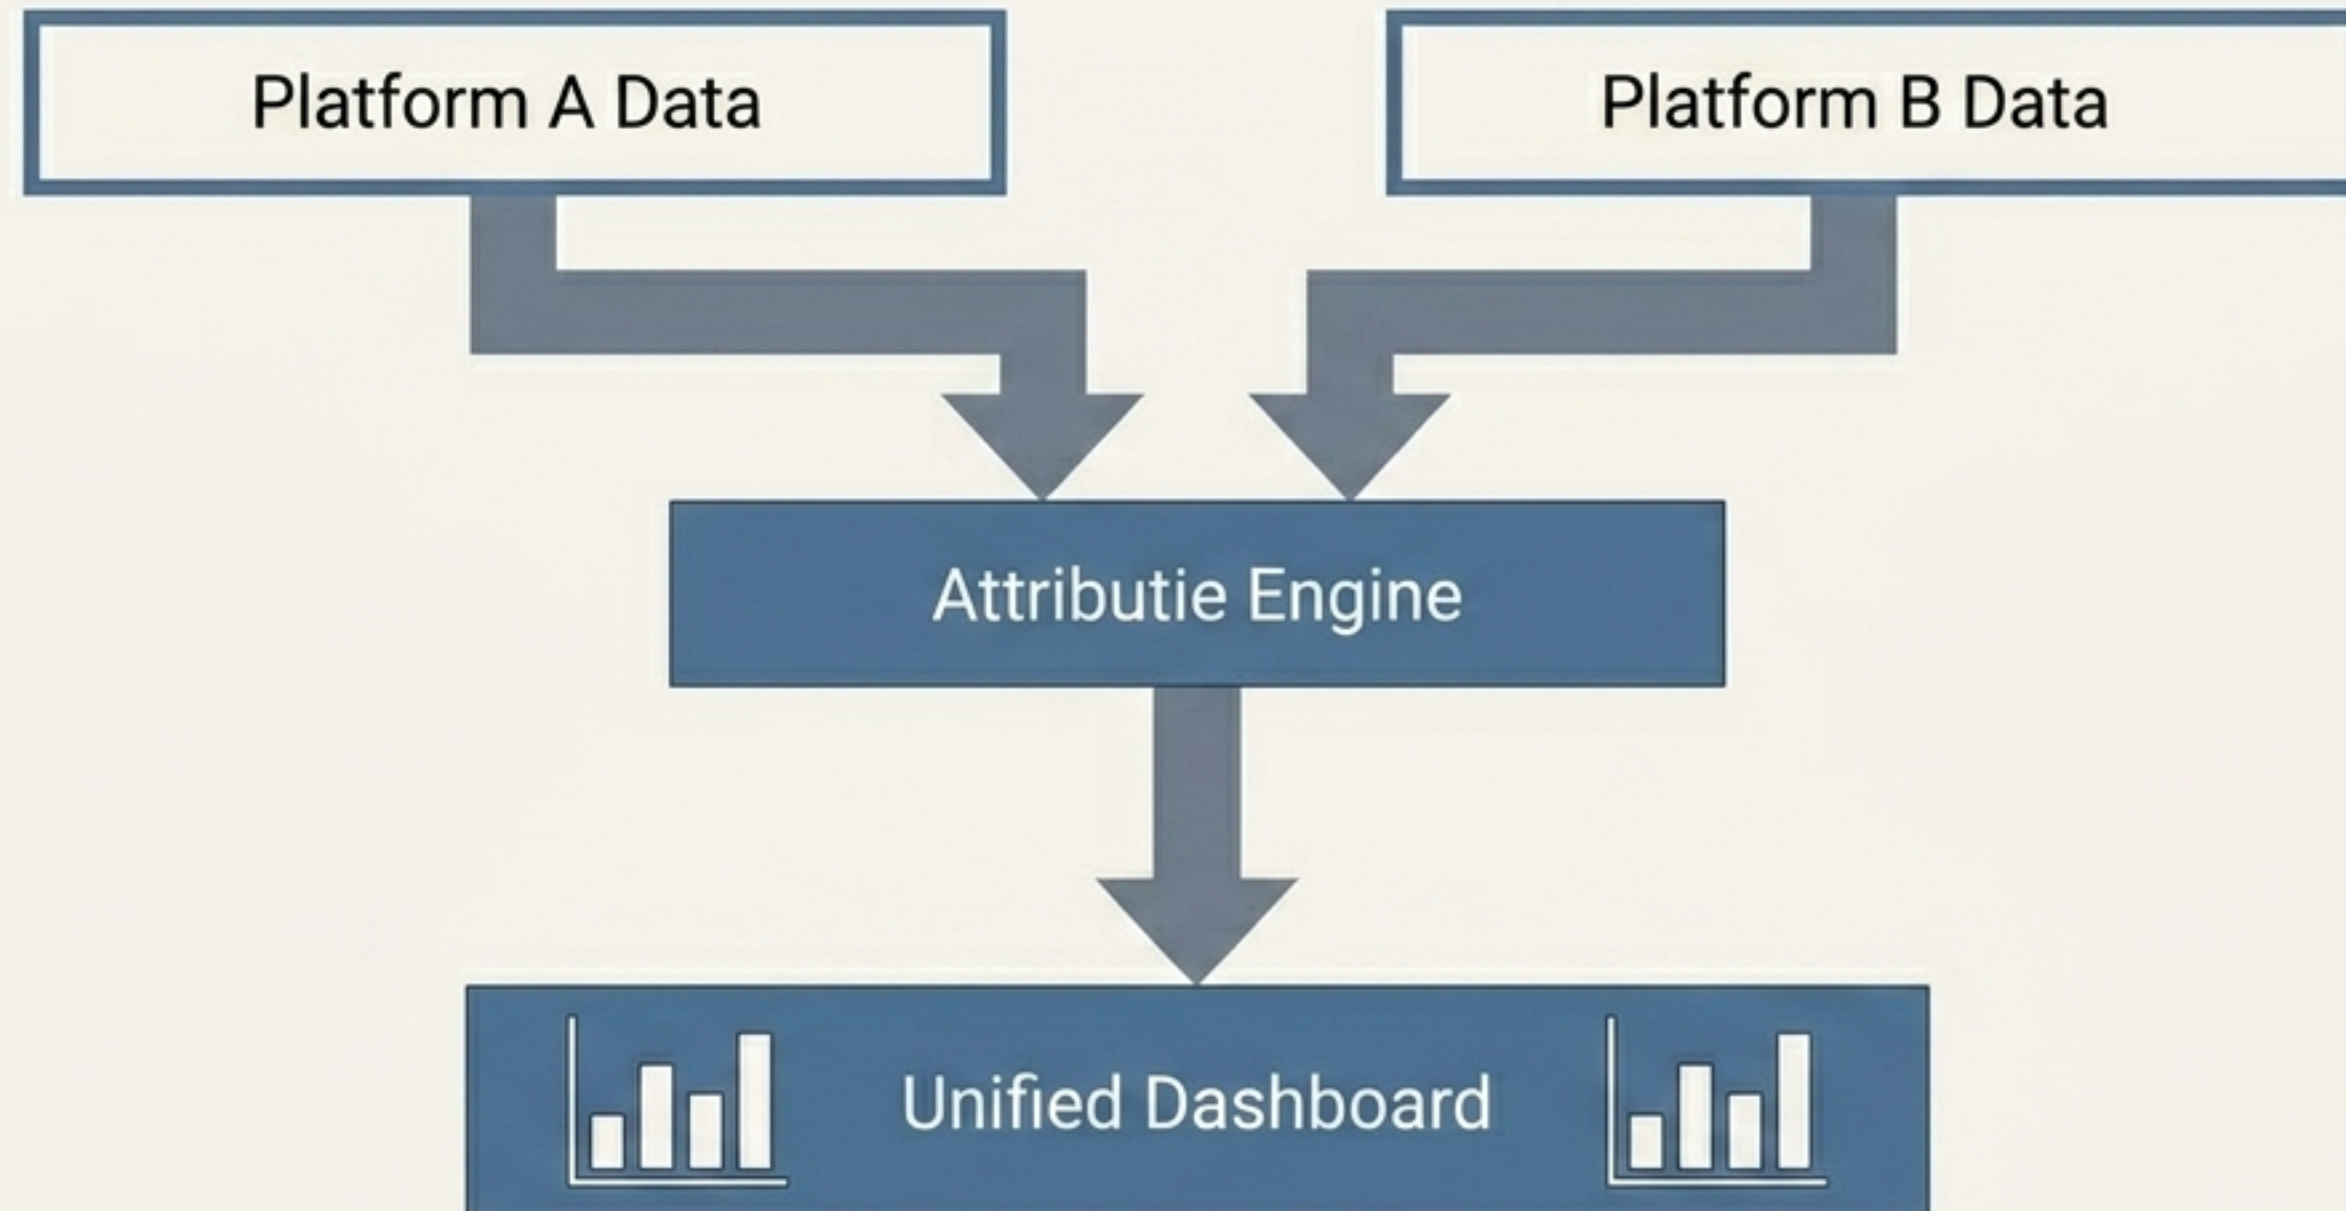 Platform A Data
Platform B Data
Attributie Engine
Unified Dashboard